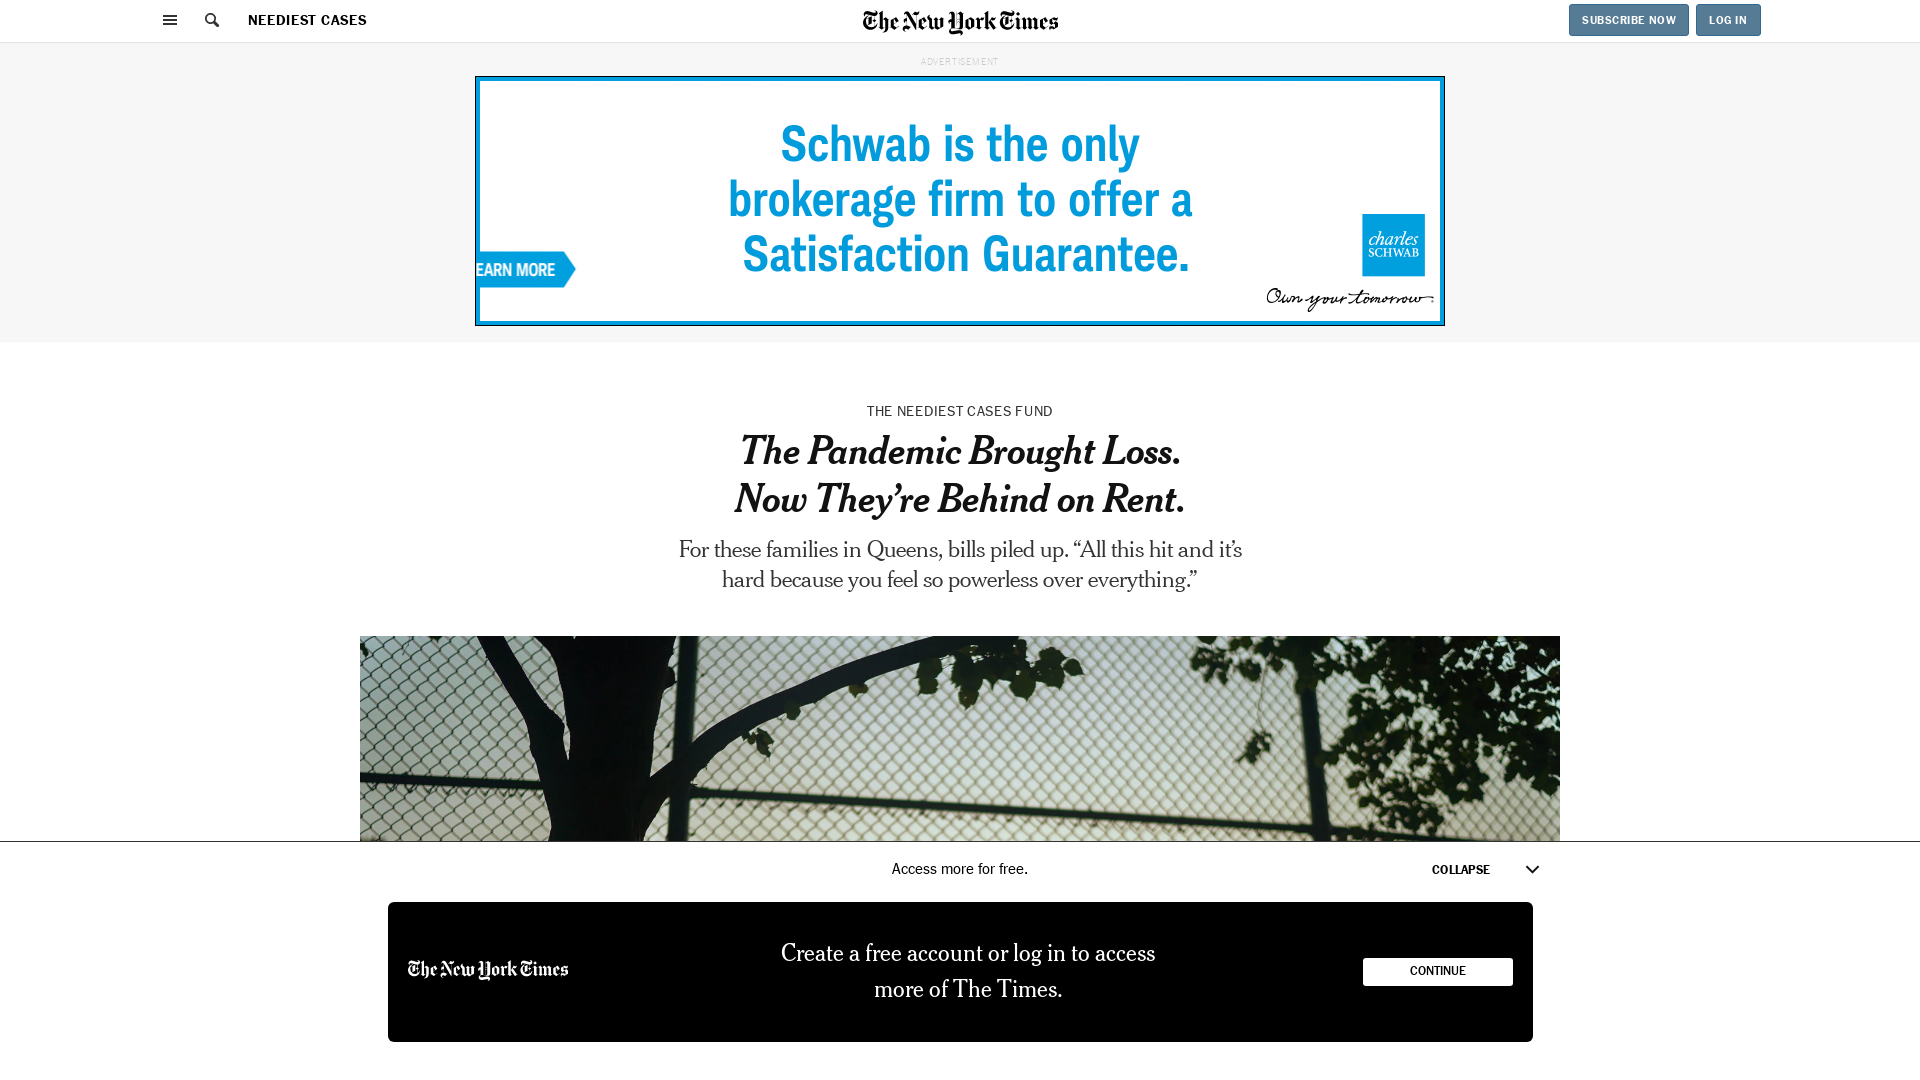 NEEDIEST CASES
The New York Times
SUBSCRIBE NOW
LOG IN
ADVERTISEMENT
Schwab is the only
brokerage firm to offer a
Satisfaction Guarantee.
EARN MORE
charles
SCHWAB
Own your tomorrow
THE NEEDIEST CASES FUND
The Pandemic Brought Loss.
Now They’re Behind on Rent.
For these families in Queens, bills piled up. “All this hit and it’s
hard because you feel so powerless over everything.”
Access more for free.
COLLAPSE
The New York Times
Create a free account or log in to access
more of The Times.
CONTINUE